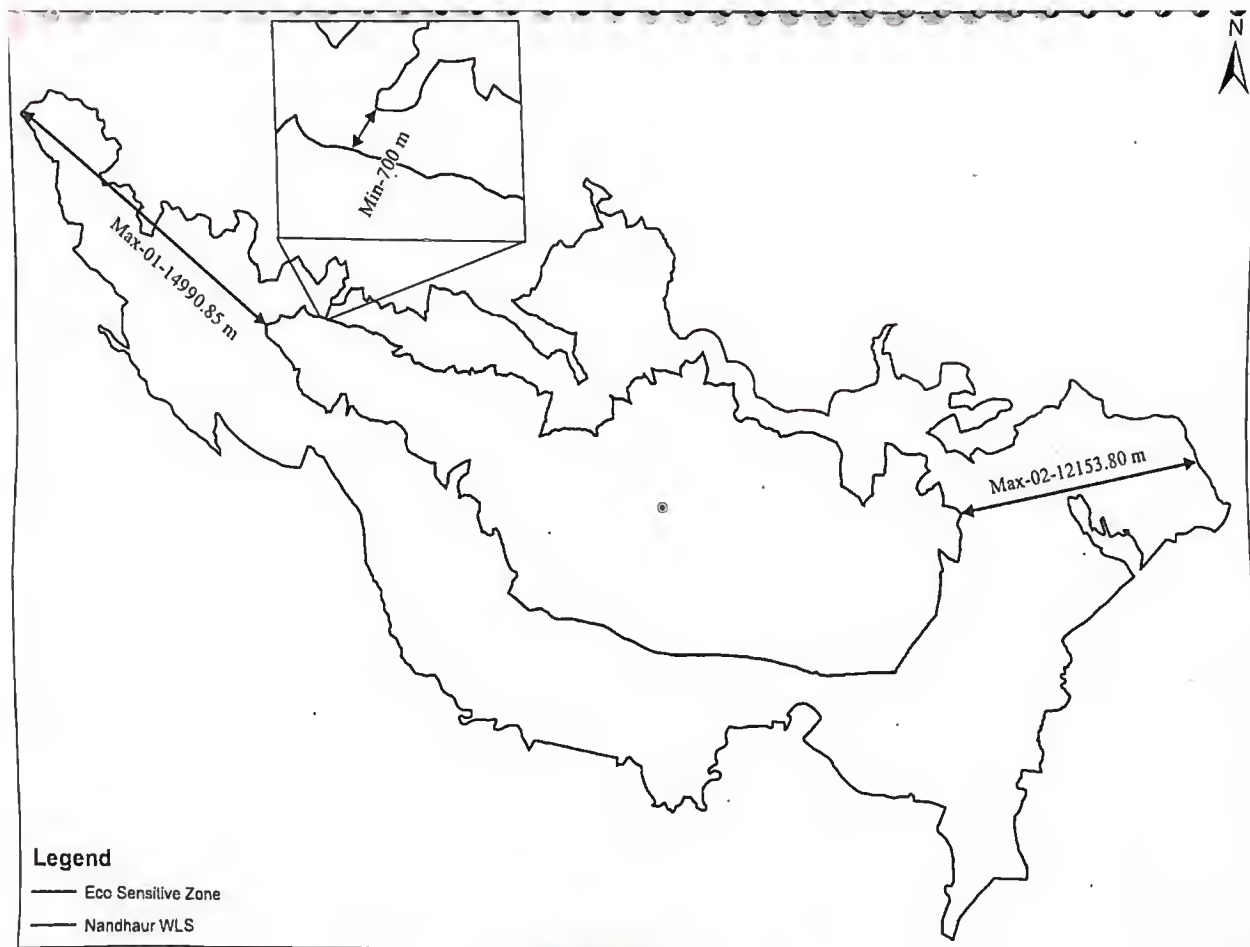 N
Min-700 m
Max-01-14990.85 m
Max-02-12153.80 m
Legend
Eco Sensitive Zone
Nandhaur WLS